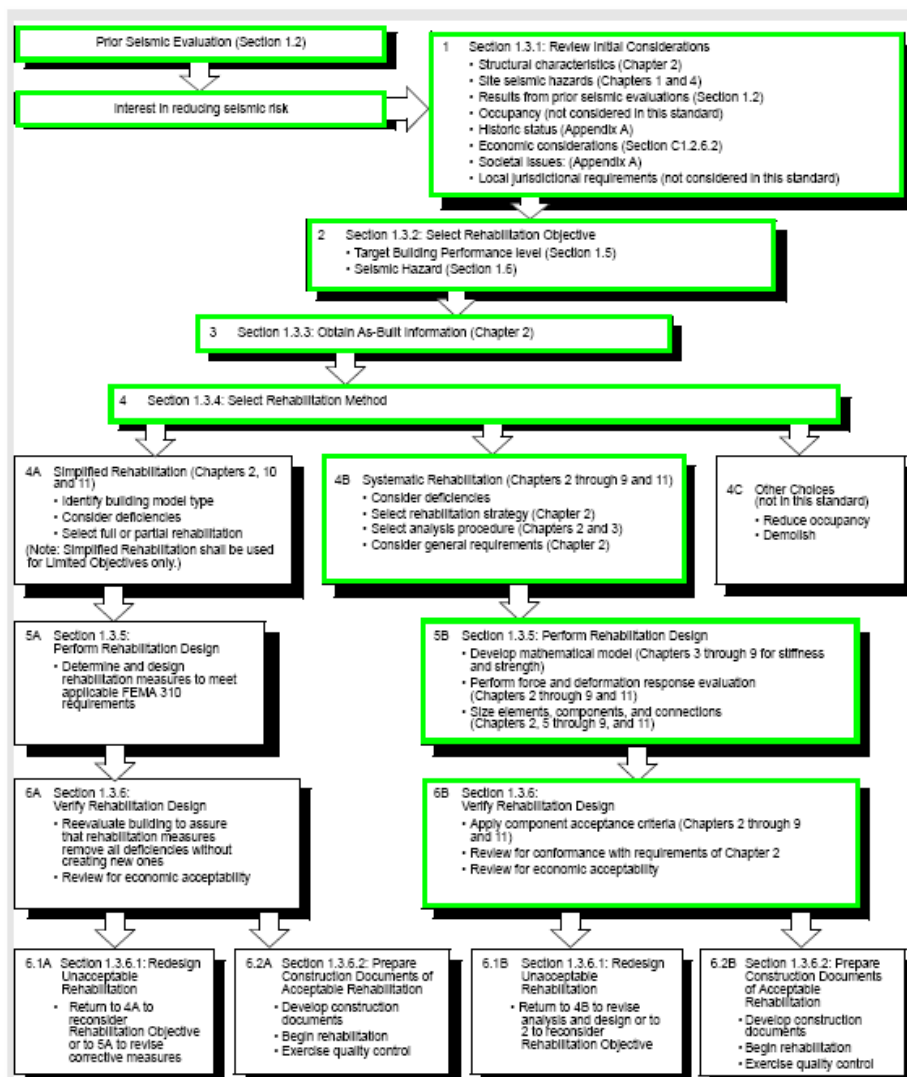 Prior Seismic Evaluation (Section 1.2)
Interest in reducing seismic risk
1 Section 1.3.1: Review Initial Considerations
• Structural characteristics (Chapter 2)
• Site seismic hazards (Chapters 1 and 4)
• Results from prior seismic evaluations (Section 1.2)
• Occupancy (not considered in this standard)
• Historic status (Appendix A)
• Economic considerations (Section C1.2.6.2)
• Societal Issues: (Appendix A)
• Local jurisdictional requirements (not considered in this standard)
2 Section 1.3.2: Select Rehabilitation Objective
• Target Building Performance level (Section 1.5)
• Seismic Hazard (Section 1.6)
3 Section 1.3.3: Obtain As-Built Information (Chapter 2)
4 Section 1.3.4: Select Rehabilitation Method
4A Simplified Rehabilitation (Chapters 2, 10
and 11)
• Identify building model type
• Consider deficiencies
• Select full or partial rehabilitation
(Note: Simplified Rehabilitation shall be used
for Limited Objectives only.)
4B Systematic Rehabilitation (Chapters 2 through 9 and 11)
• Consider deficiencies
• Select rehabilitation strategy (Chapter 2)
• Select analysis procedure (Chapters 2 and 3)
• Consider general requirements (Chapter 2)
4C Other Choices
(not in this standard)
• Reduce occupancy
• Demolish
5A Section 1.3.5:
Perform Rehabilitation Design
• Determine and design
rehabilitation measures to meet
applicable FEMA 310
requirements
5B Section 1.3.5: Perform Rehabilitation Design
• Develop mathematical model (Chapters 3 through 9 for stiffness
and strength)
• Perform force and deformation response evaluation
(Chapters 2 through 9 and 11)
• Size elements, components, and connections
(Chapters 2, 5 through 9, and 11)
6A Section 1.3.6:
Verify Rehabilitation Design
• Reevaluate building to assure
that rehabilitation measures
remove all deficiencies without
creating new ones
• Review for economic acceptability
6B Section 1.3.6:
Verify Rehabilitation Design
• Apply component acceptance criteria (Chapters 2 through 9
and 11)
• Review for conformance with requirements of Chapter 2
• Review for economic acceptability
6.1A Section 1.3.6.1: Redesign
Unacceptable
Rehabilitation
• Return to 4A to
reconsider
Rehabilitation Objective
or to 5A to revise
corrective measures
6.2A Section 1.3.6.2: Prepare
Construction Documents of
Acceptable Rehabilitation
• Develop construction
documents
• Begin rehabilitation
• Exercise quality control
6.1B Section 1.3.6.1: Redesign
Unacceptable
Rehabilitation
• Return to 4B to revise
analysis and design or to
2 to reconsider
Rehabilitation Objective
6.2B Section 1.3.6.2: Prepare
Construction Documents
of Acceptable
Rehabilitation
• Develop construction
documents
• Begin rehabilitation
• Exercise quality control